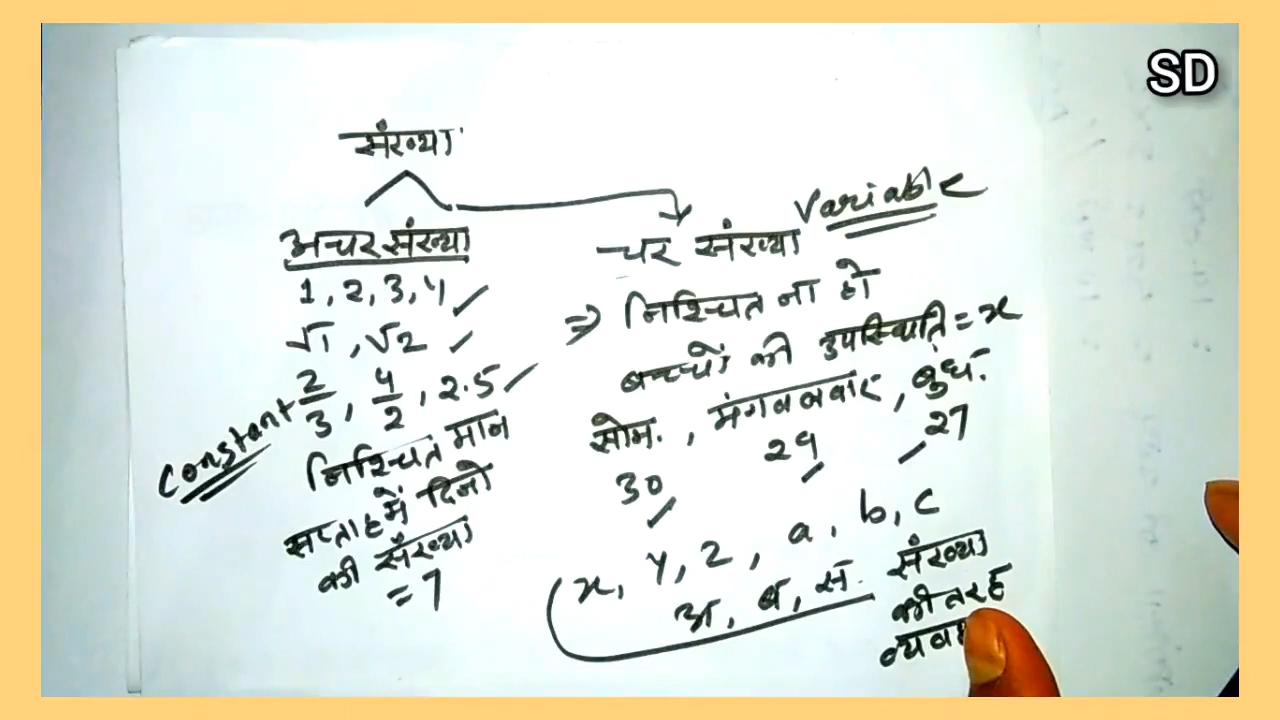 SD
संख्या
अचर संख्या
1, 2, 3, 4
√1, √2
2/3, 4/2, 2.5
Constant
निश्चित मान
सप्ताह में दिनो
की संख्या
= 7
चर संख्या Variable
⇒ निश्चित ना हो
बच्चों की उपस्थिति = x
सोम., मंगलवार, बुध.
30 29 27
x, y, z, a, b, c
अ, ब, स. संख्या
की तरह